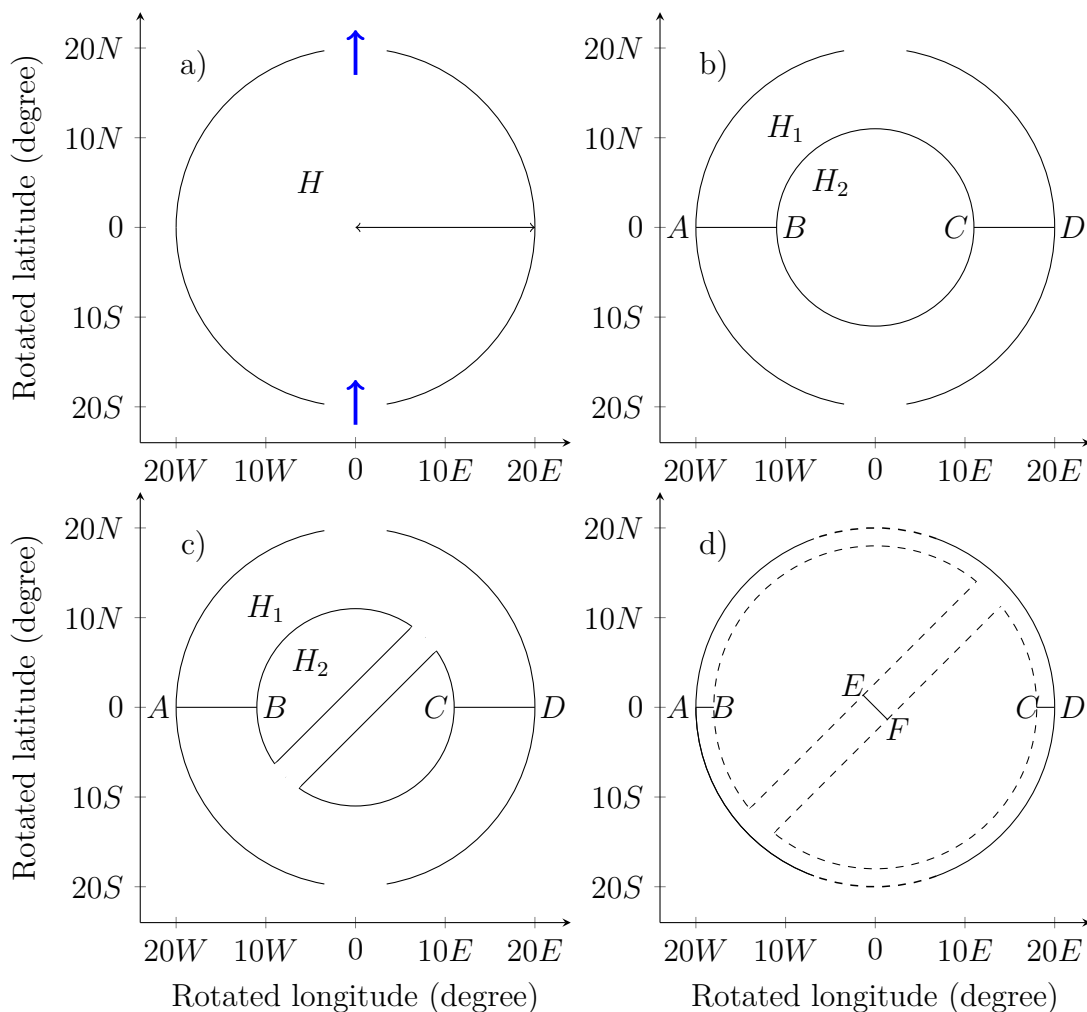 Rotated latitude (degree)
20N
10N
0
10S
20S
a)
H
20W 10W 0 10E 20E
20N
10N
0
10S
20S
b)
H1
H2
A B C D
20W 10W 0 10E 20E
Rotated latitude (degree)
20N
10N
0
10S
20S
c)
H1
H2
A B C D
20W 10W 0 10E 20E
Rotated longitude (degree)
20N
10N
0
10S
20S
d)
E
A B C D
F
20W 10W 0 10E 20E
Rotated longitude (degree)